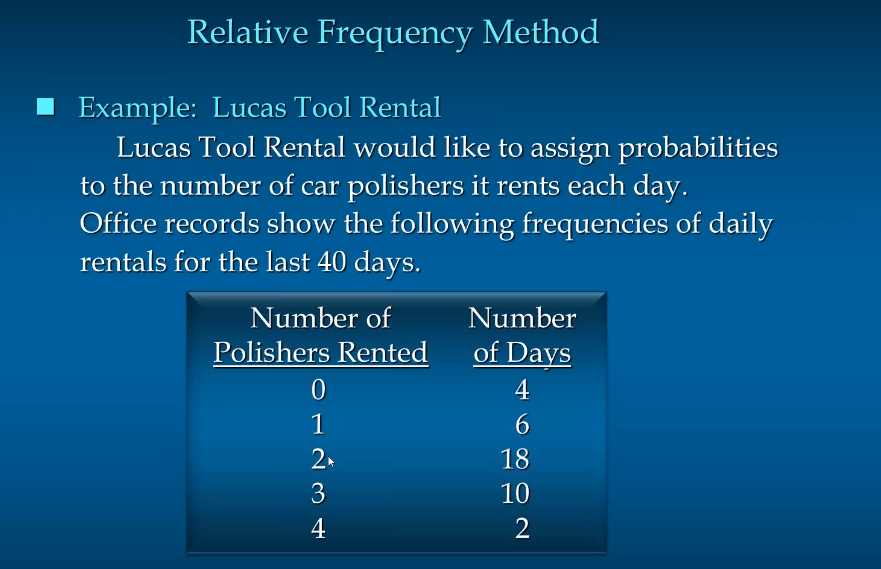 Relative Frequency Method
Example: Lucas Tool Rental
Lucas Tool Rental would like to assign probabilities
to the number of car polishers it rents each day.
Office records show the following frequencies of daily
rentals for the last 40 days.
Number of Number
Polishers Rented of Days
0 4
1 6
2 18
3 10
4 2